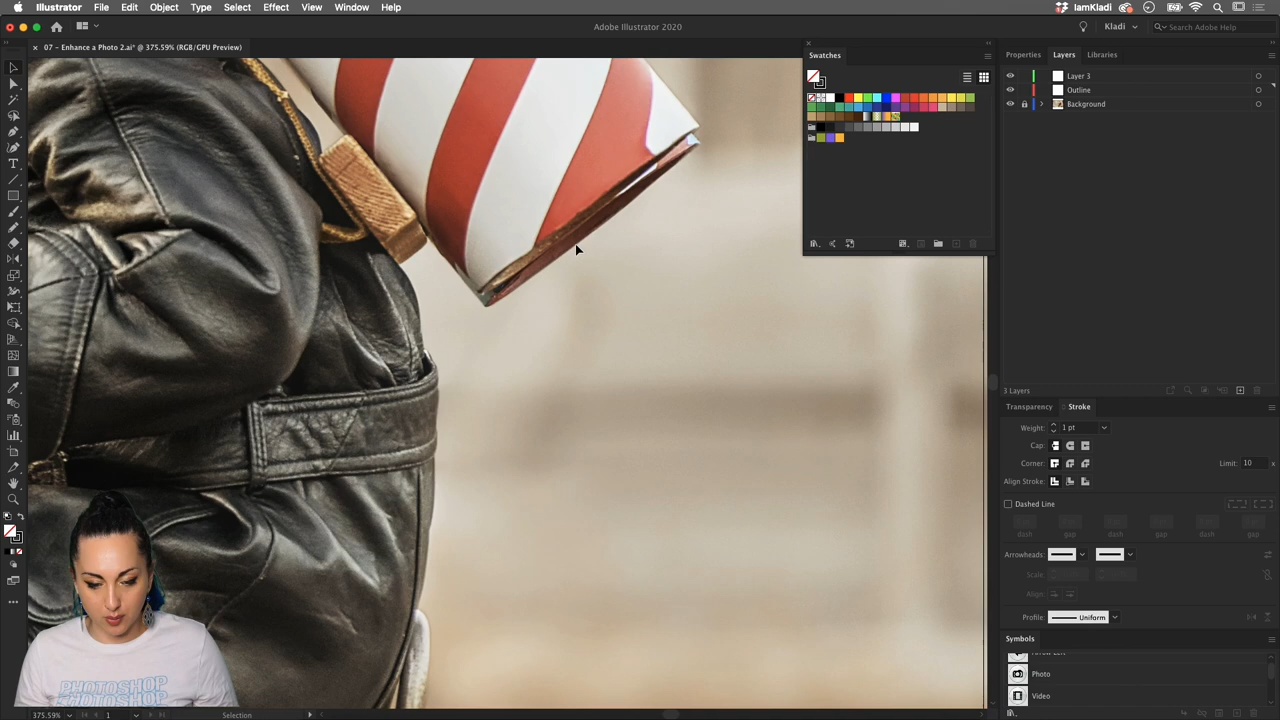 Illustrator File Edit Object Type Select Effect View Window Help
IamKladi
Adobe Illustrator 2020
Kladi
Search Adobe Help
07 - Enhance a Photo 2.ai* @ 375.59% (RGB/GPU Preview)
Swatches
Properties Layers Libraries
Layer 3
Outline
Background
3 Layers
Transparency Stroke
Weight: 1 pt
Cap:
Corner: Limit: 10 x
Align Stroke:
Dashed Line
dash gap dash gap dash gap
Arrowheads:
Scale:
Align:
Profile: Uniform
Symbols
Photo
Video
PHOTOSHOP
PHOTOSHOP
375.59% 1 Selection